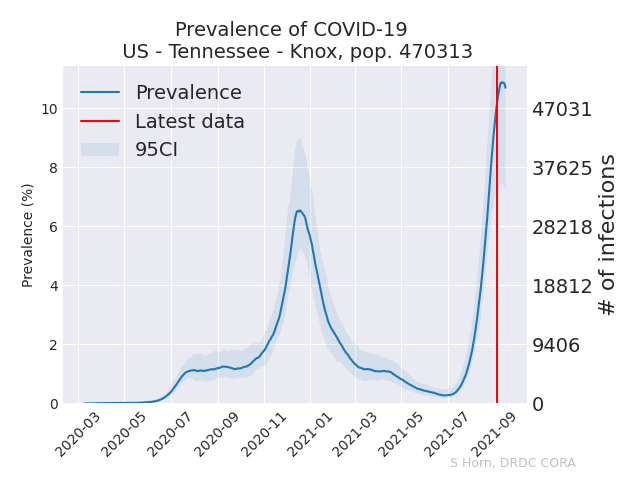 Prevalence of COVID-19
US - Tennessee - Knox, pop. 470313
Prevalence
Latest data
95CI
Prevalence (%)
10
8
6
4
2
0
47031
37625
28218
18812
9406
0
# of infections
2020-03
2020-05
2020-07
2020-09
2020-11
2021-01
2021-03
2021-05
2021-07
2021-09
S Horn, DRDC CORA